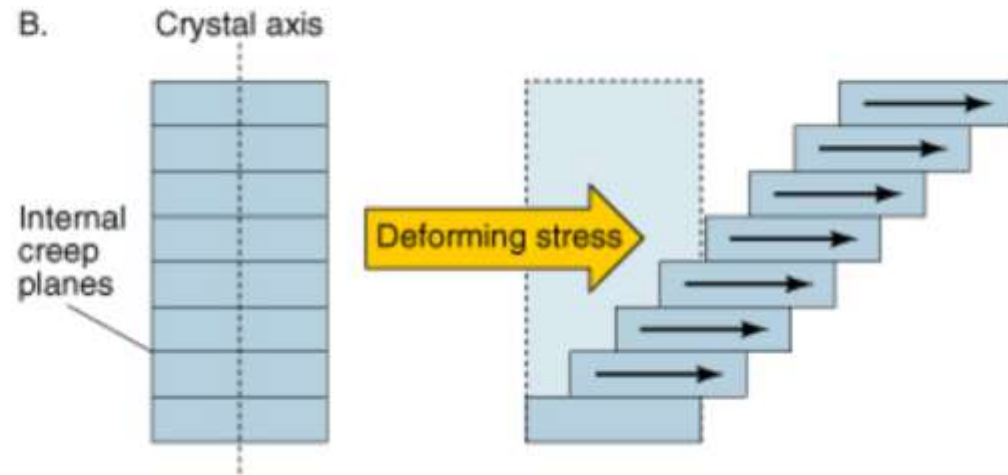 B.
Crystal axis
Internal
creep
planes
Deforming stress